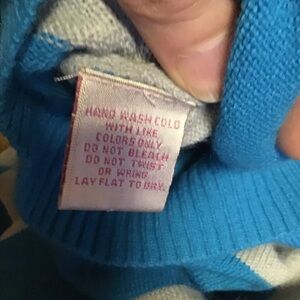 HAND WASH COLD
WITH LIKE
COLORS ONLY
DO NOT BLEACH
DO NOT TWIST
OR WRING
LAY FLAT TO DRY.